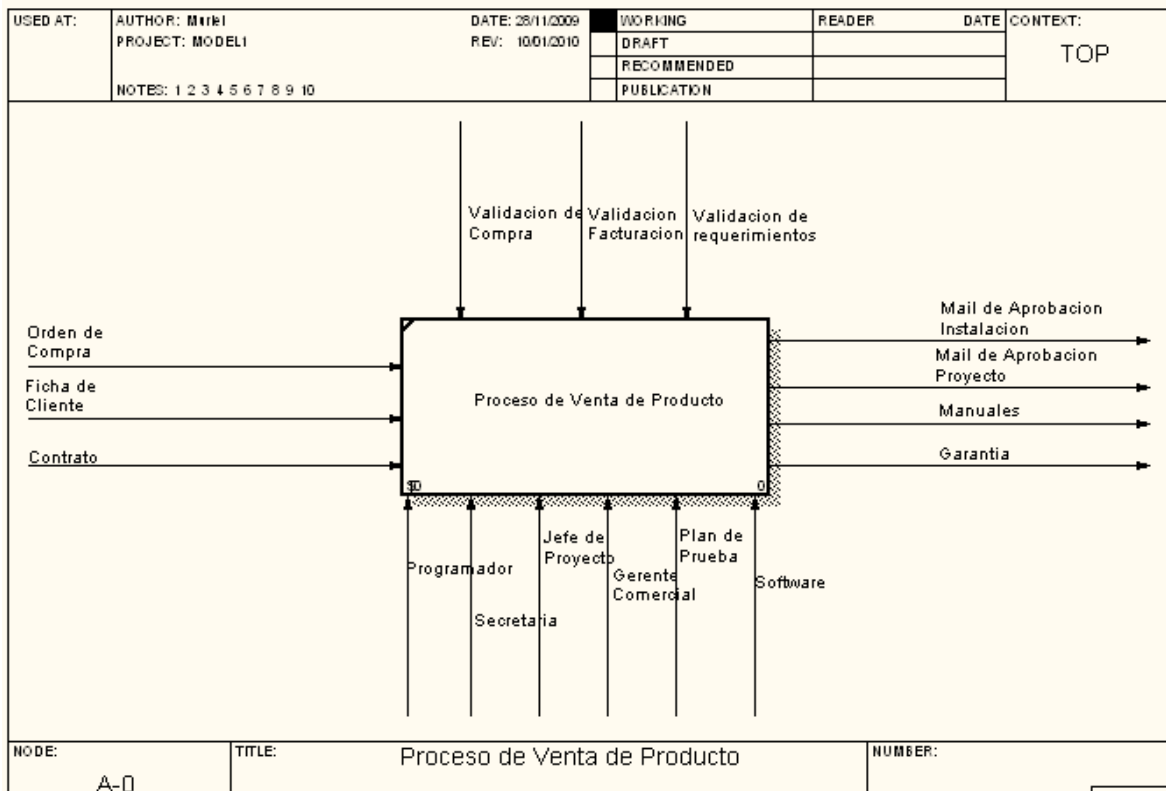 USED AT:
AUTHOR: Muriel
DATE: 28/11/2009
PROJECT: MODEL1
REV: 10/01/2010
NOTES: 1 2 3 4 5 6 7 8 9 10
WORKING
DRAFT
RECOMMENDED
PUBLICATION
READER
DATE
CONTEXT:
TOP
Validacion de
Compra
Validacion
Facturacion
Validacion de
requerimientos
Orden de
Compra
Ficha de
Cliente
Contrato
Proceso de Venta de Producto
$0
0
Mail de Aprobacion
Instalacion
Mail de Aprobacion
Proyecto
Manuales
Garantia
Programador
Secretaria
Jefe de
Proyecto
Gerente
Comercial
Plan de
Prueba
Software
NODE:
A-0
TITLE:
Proceso de Venta de Producto
NUMBER: